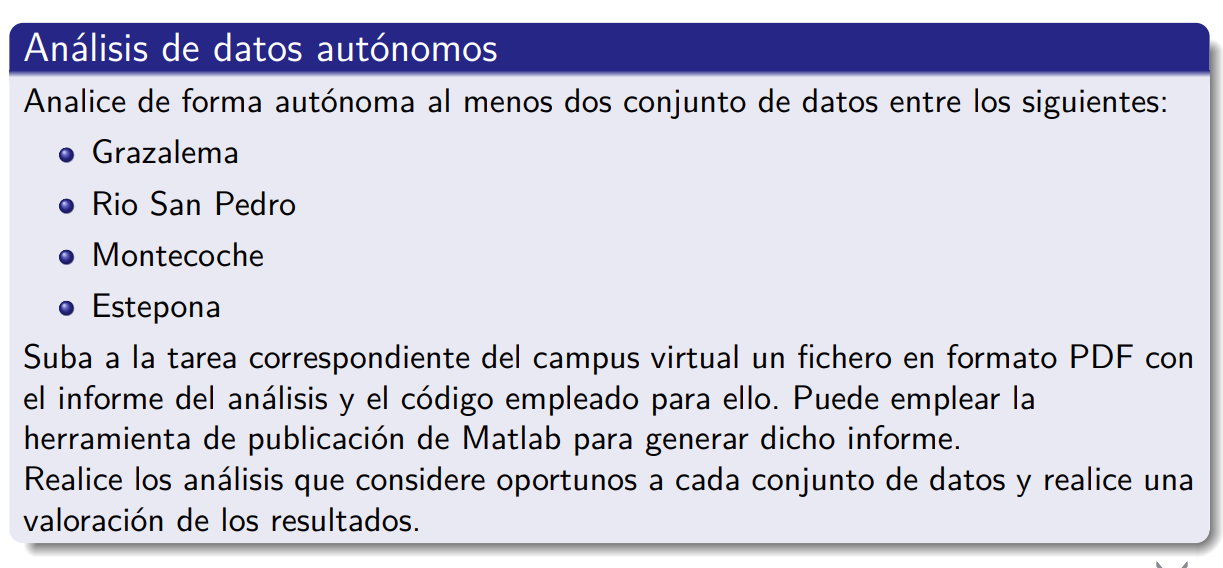 Análisis de datos autónomos
Analice de forma autónoma al menos dos conjunto de datos entre los siguientes:
Grazalema
Rio San Pedro
Montecoche
Estepona
Suba a la tarea correspondiente del campus virtual un fichero en formato PDF con
el informe del análisis y el código empleado para ello. Puede emplear la
herramienta de publicación de Matlab para generar dicho informe.
Realice los análisis que considere oportunos a cada conjunto de datos y realice una
valoración de los resultados.